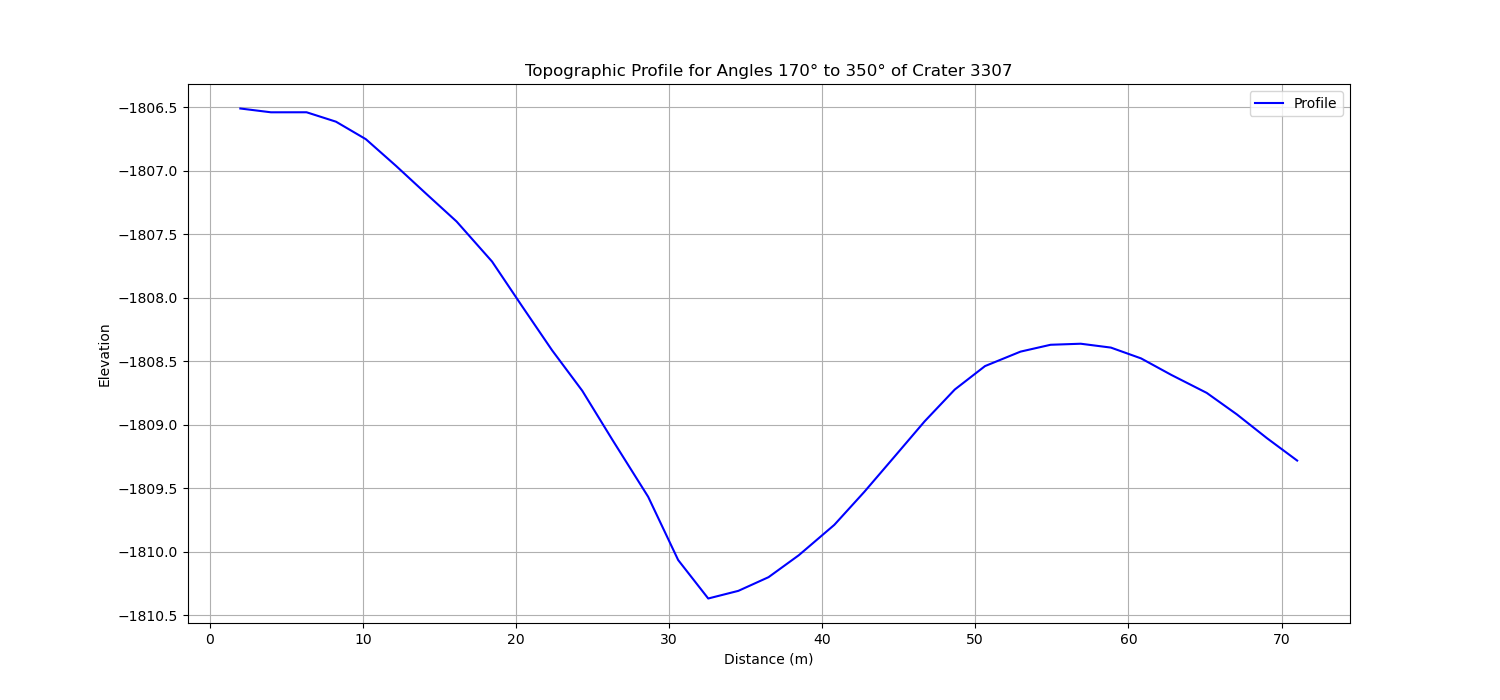 Topographic Profile for Angles 170° to 350° of Crater 3307
Profile
Elevation
−1806.5
−1807.0
−1807.5
−1808.0
−1808.5
−1809.0
−1809.5
−1810.0
−1810.5
0 10 20 30 40 50 60 70
Distance (m)